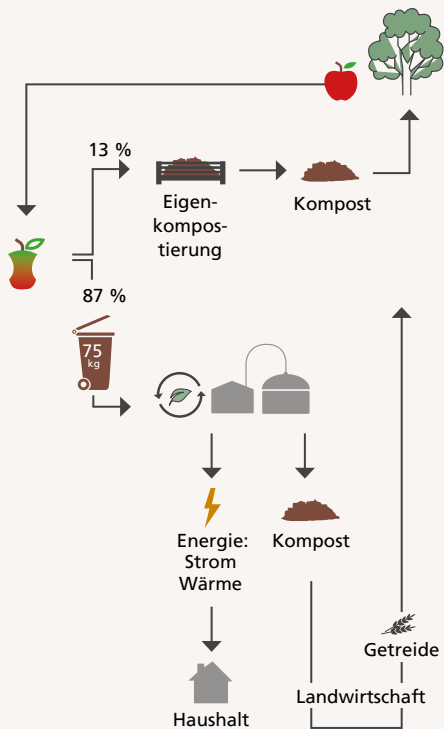 13 %
Eigen-
kompos-
tierung
Kompost
87 %
75
kg
Energie:
Strom
Wärme
Kompost
Getreide
Landwirtschaft
Haushalt